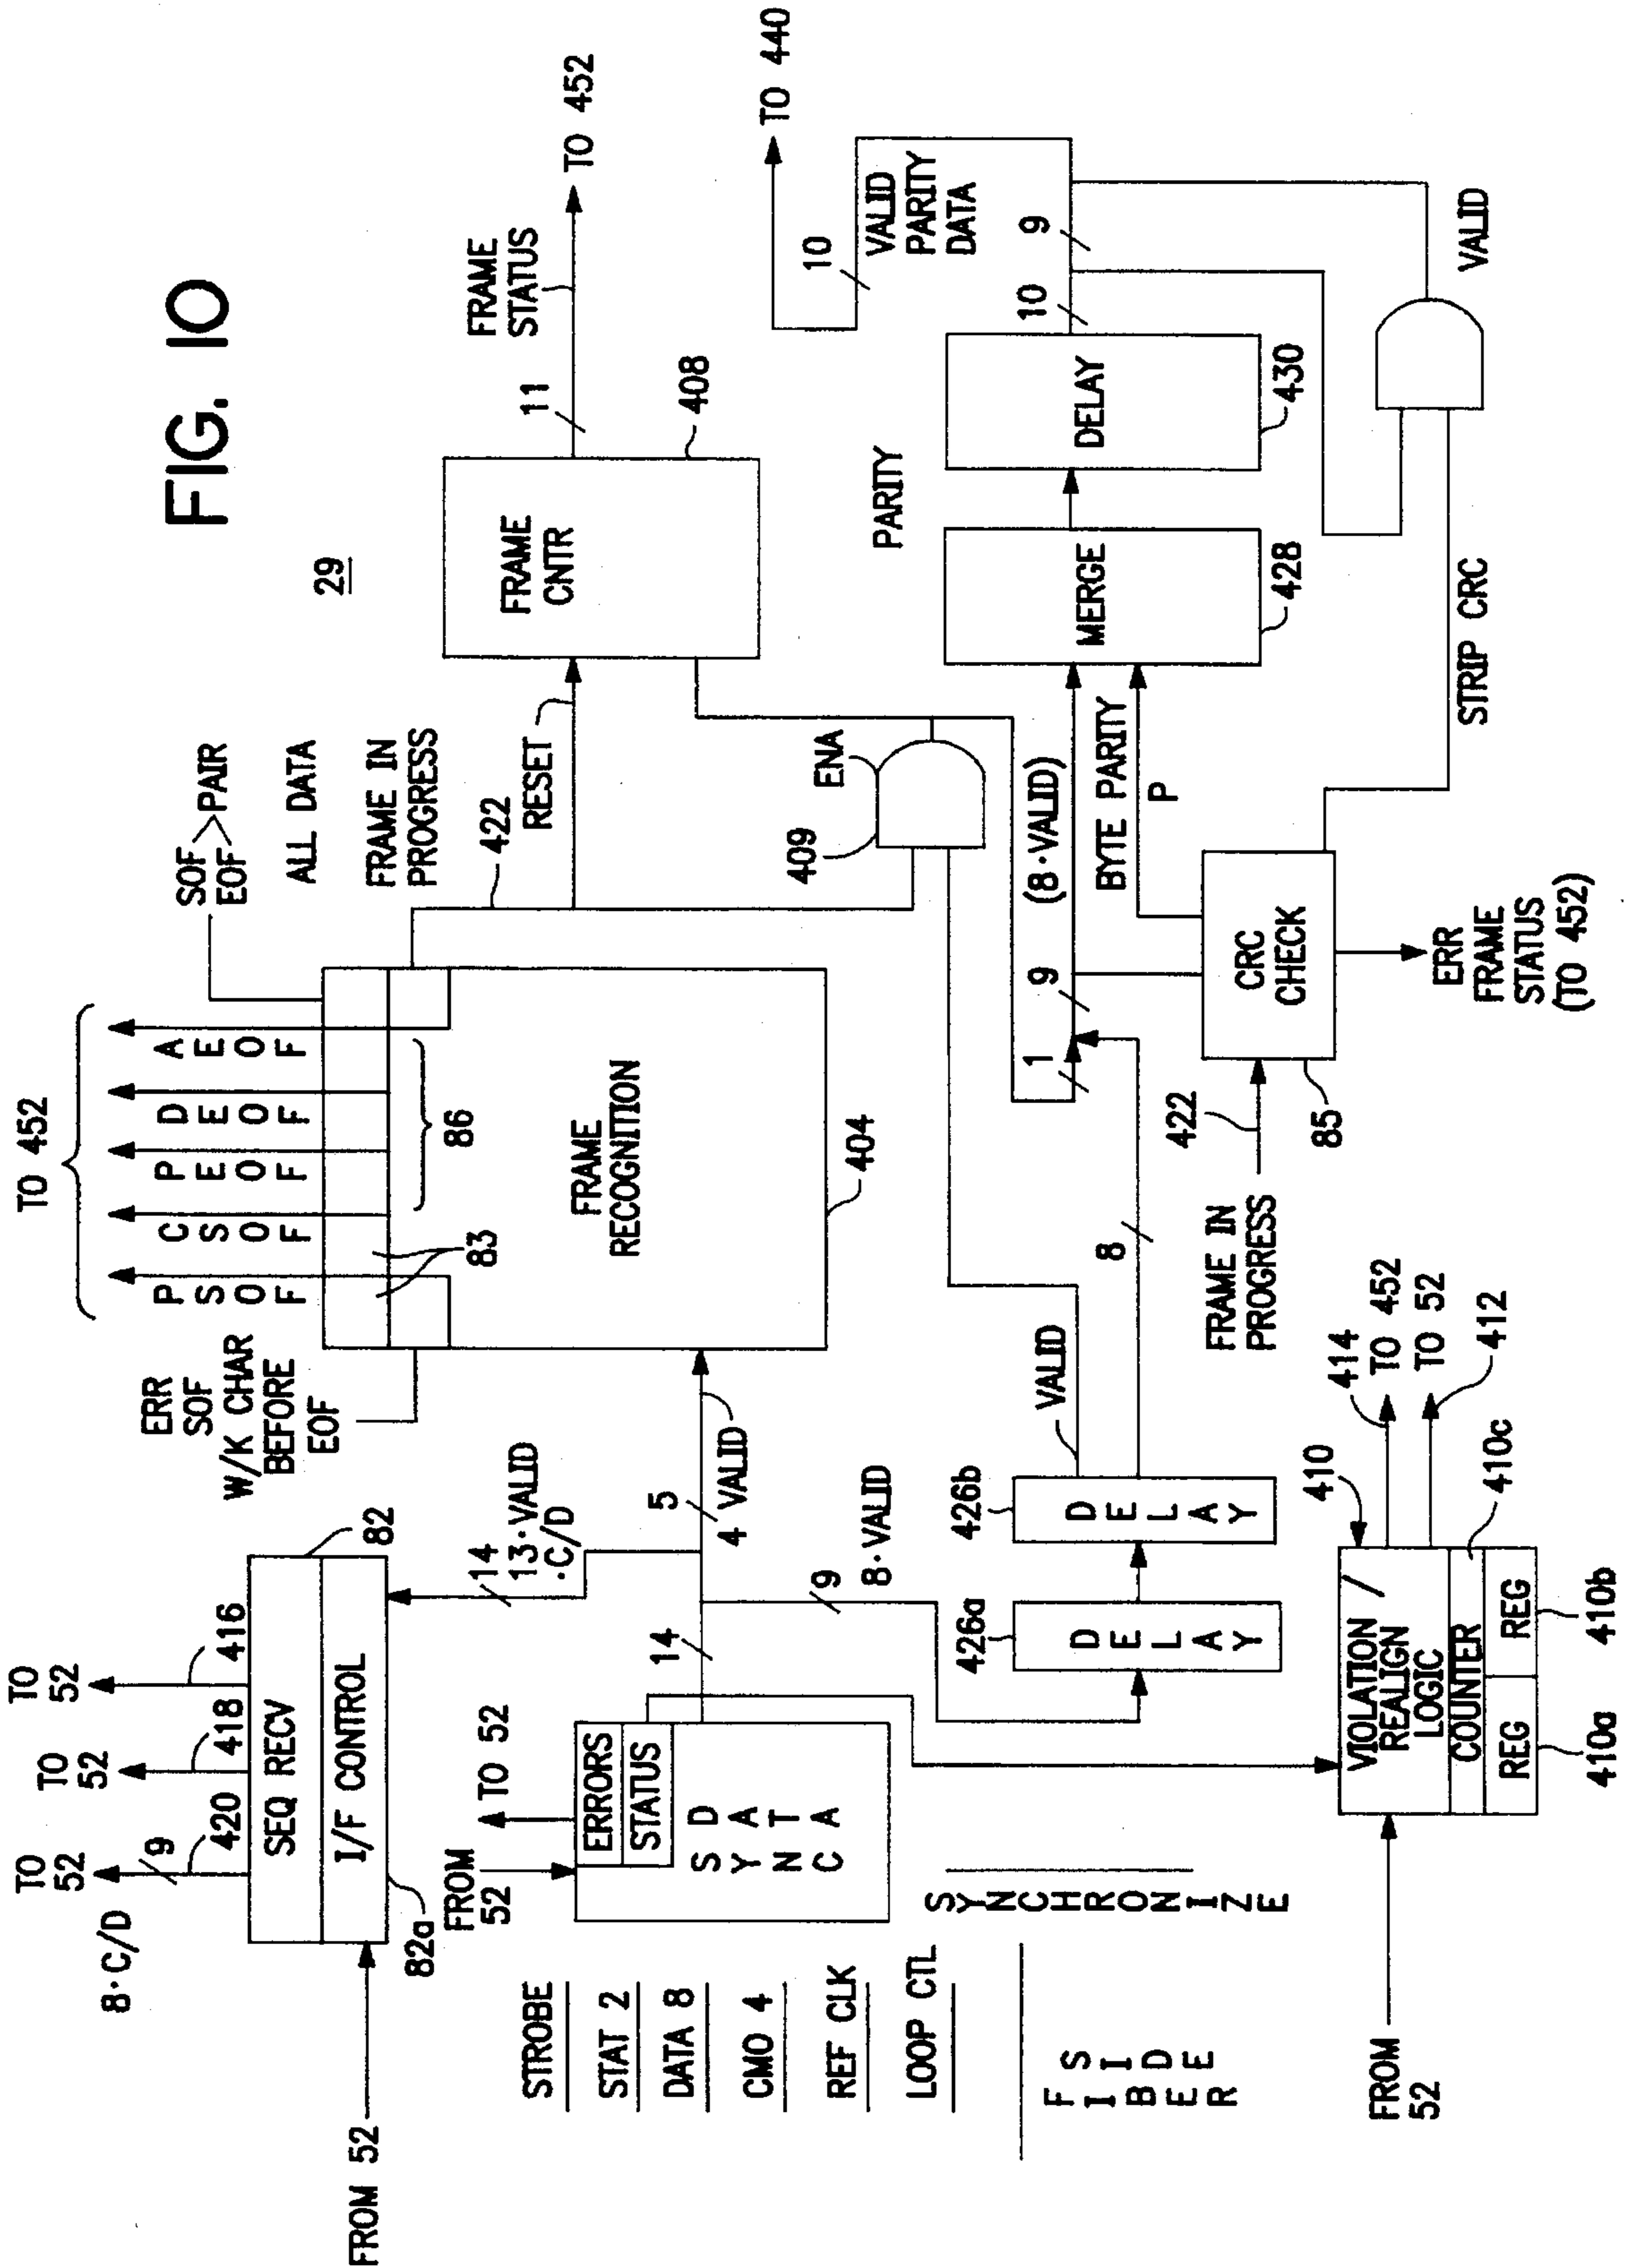 FIG. 10
29
TO 52
TO 52
TO 52
8·C/D
9
420
418
416
SEQ RECV
I/F CONTROL
82
82a
FROM 52
14
13·VALID
·C/D
TO 452
P SOF
C SOF
P EOF
D EOF
A EOF
83
86
SOF
EOF
>PAIR
ALL DATA
FRAME IN
PROGRESS
ERR
SOF
W/K CHAR
BEFORE
EOF
FRAME
RECOGNITION
404
422
RESET
FRAME
CNTR
408
11
FRAME
STATUS
TO 452
FROM
52
TO 52
ERRORS
STATUS
SYNC
DATA
14
5
4 VALID
VALID
9
8·VALID
STROBE
STAT 2
DATA 8
CMO 4
REF CLK
LOOP CTL
SYNCHRONIZE
FIBER
SIDE
426a
DELAY
426b
DELAY
VALID
8
409
ENA
1
9
(8·VALID)
BYTE PARITY
P
MERGE
428
PARITY
DELAY
430
10
9
10
VALID
PARITY
DATA
TO 440
VALID
STRIP CRC
FRAME IN
PROGRESS
422
CRC
CHECK
85
ERR
FRAME
STATUS
(TO 452)
FROM
52
VIOLATION/
REALIGN
LOGIC
COUNTER
REG
REG
410
410a
410b
410c
414
TO 452
TO 52
412